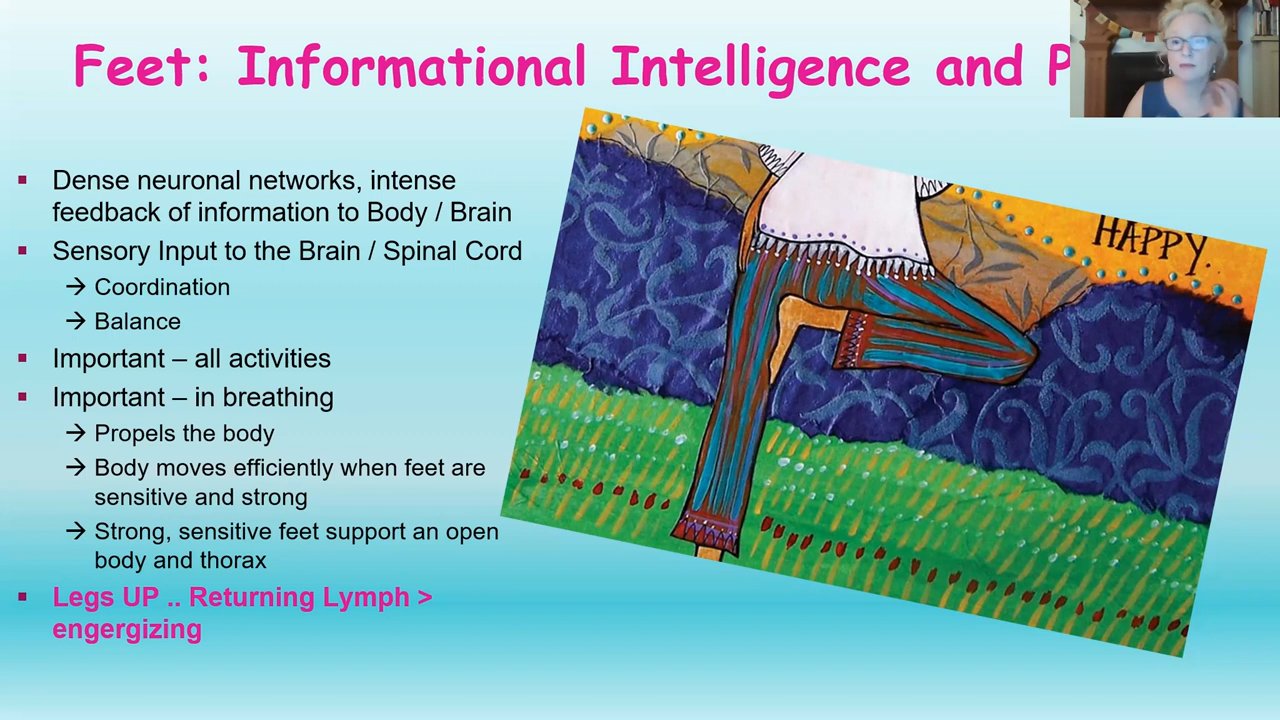 Feet: Informational Intelligence and P
▪ Dense neuronal networks, intense
feedback of information to Body / Brain
▪ Sensory Input to the Brain / Spinal Cord
→ Coordination
→ Balance
▪ Important – all activities
▪ Important – in breathing
→ Propels the body
→ Body moves efficiently when feet are
sensitive and strong
→ Strong, sensitive feet support an open
body and thorax
▪ Legs UP .. Returning Lymph >
engergizing
HAPPY.